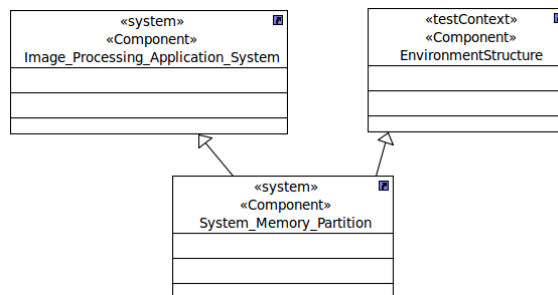 «system»
«Component»
Image_Processing_Application_System
«testContext»
«Component»
EnvironmentStructure
«system»
«Component»
System_Memory_Partition